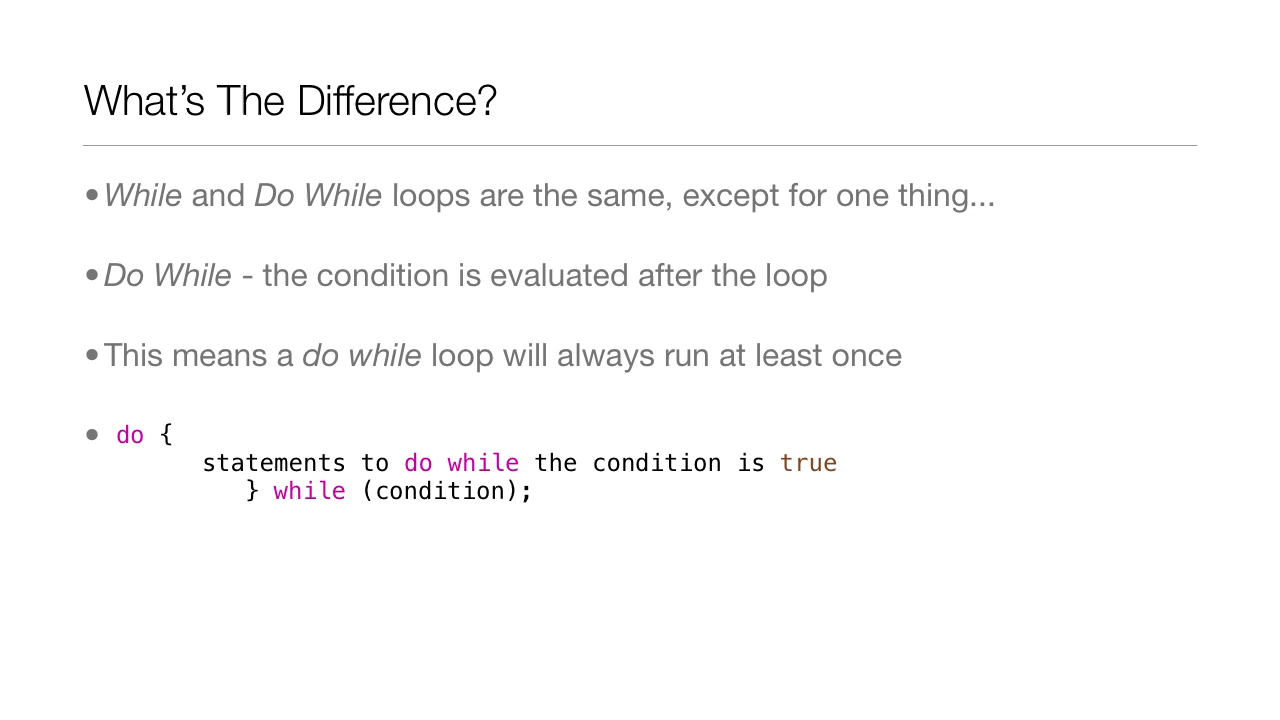 What’s The Difference?
•While and Do While loops are the same, except for one thing...
•Do While - the condition is evaluated after the loop
•This means a do while loop will always run at least once
• do {
statements to do while the condition is true
} while (condition);